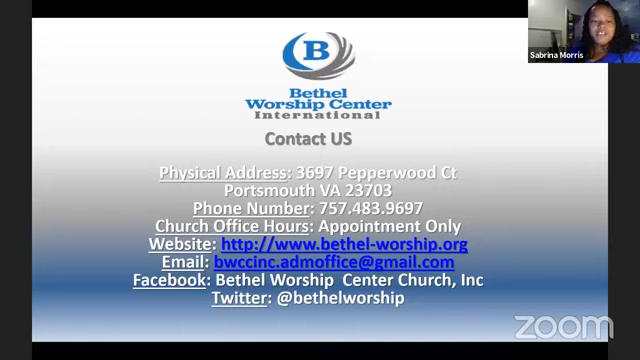 Sabrina Morris
B
Bethel
Worship Center
International
Contact US
Physical Address: 3697 Pepperwood Ct
Portsmouth VA 23703
Phone Number: 757.483.9697
Church Office Hours: Appointment Only
Website: http://www.bethel-worship.org
Email: bwccinc.admoffice@gmail.com
Facebook: Bethel Worship Center Church, Inc
Twitter: @bethelworship
zoom